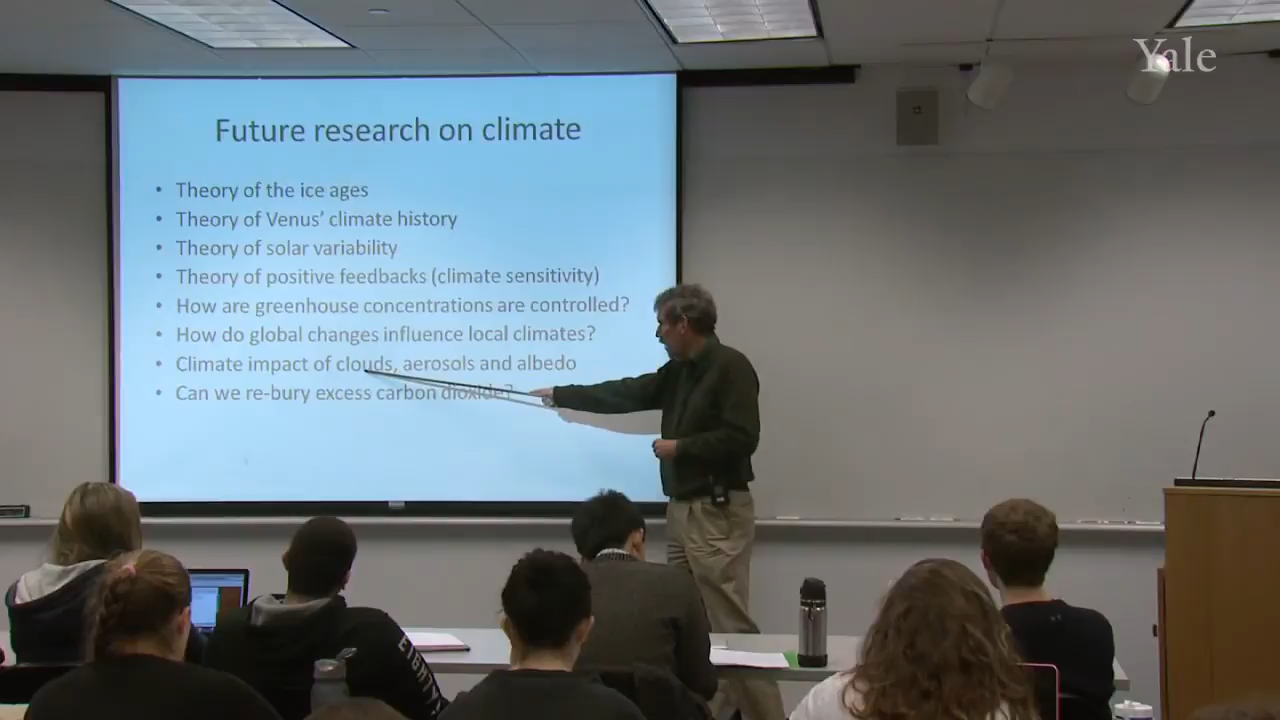 Yale
Future research on climate
• Theory of the ice ages
• Theory of Venus’ climate history
• Theory of solar variability
• Theory of positive feedbacks (climate sensitivity)
• How are greenhouse concentrations are controlled?
• How do global changes influence local climates?
• Climate impact of clouds, aerosols and albedo
• Can we re-bury excess carbon dioxide?